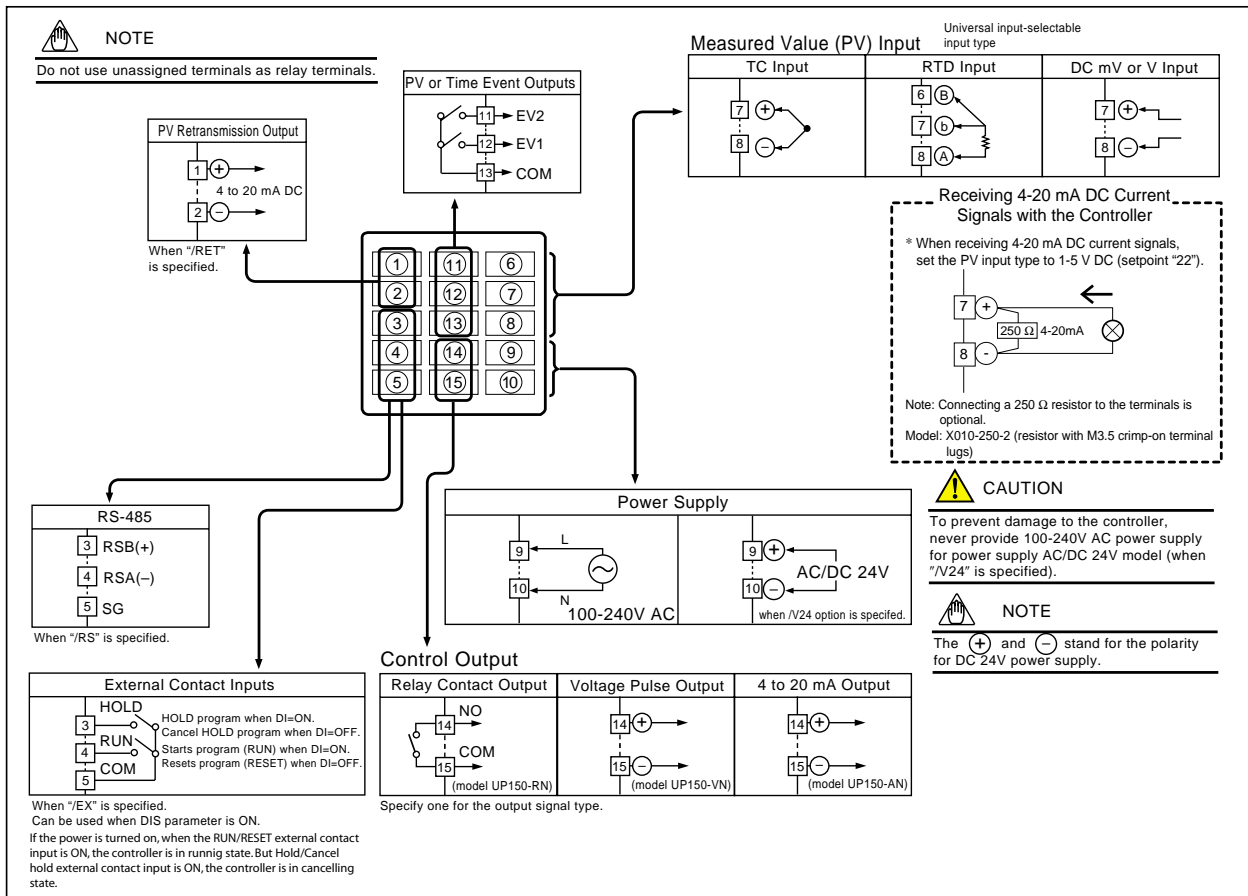 NOTE
Do not use unassigned terminals as relay terminals.
PV Retransmission Output
1 +
4 to 20 mA DC
2 −
When "/RET"
is specified.
PV or Time Event Outputs
11 EV2
12 EV1
13 COM
Measured Value (PV) Input
Universal input-selectable
input type
TC Input
7 +
8 −
RTD Input
6 B
7 b
8 A
DC mV or V Input
7 +
8 −
1 11 6
2 12 7
3 13 8
4 14 9
5 15 10
Receiving 4-20 mA DC Current
Signals with the Controller
* When receiving 4-20 mA DC current signals,
set the PV input type to 1-5 V DC (setpoint "22").
7 +
250 Ω 4-20mA
8 -
Note: Connecting a 250 Ω resistor to the terminals is
optional.
Model: X010-250-2 (resistor with M3.5 crimp-on terminal
lugs)
CAUTION
To prevent damage to the controller,
never provide 100-240V AC power supply
for power supply AC/DC 24V model (when
"/V24" is specified).
NOTE
The + and − stand for the polarity
for DC 24V power supply.
RS-485
3 RSB(+)
4 RSA(−)
5 SG
When "/RS" is specified.
Power Supply
9 L
10 N
100-240V AC
9 +
AC/DC 24V
10 −
when /V24 option is specifed.
External Contact Inputs
HOLD
3
HOLD program when DI=ON.
Cancel HOLD program when DI=OFF.
RUN
4
Starts program (RUN) when DI=ON.
Resets program (RESET) when DI=OFF.
COM
5
When "/EX" is specified.
Can be used when DIS parameter is ON.
If the power is turned on, when the RUN/RESET external contact
input is ON, the controller is in runnig state. But Hold/Cancel
hold external contact input is ON, the controller is in cancelling
state.
Control Output
Relay Contact Output
NO
14
COM
15
(model UP150-RN)
Voltage Pulse Output
14 +
15 −
(model UP150-VN)
4 to 20 mA Output
14 +
15 −
(model UP150-AN)
Specify one for the output signal type.